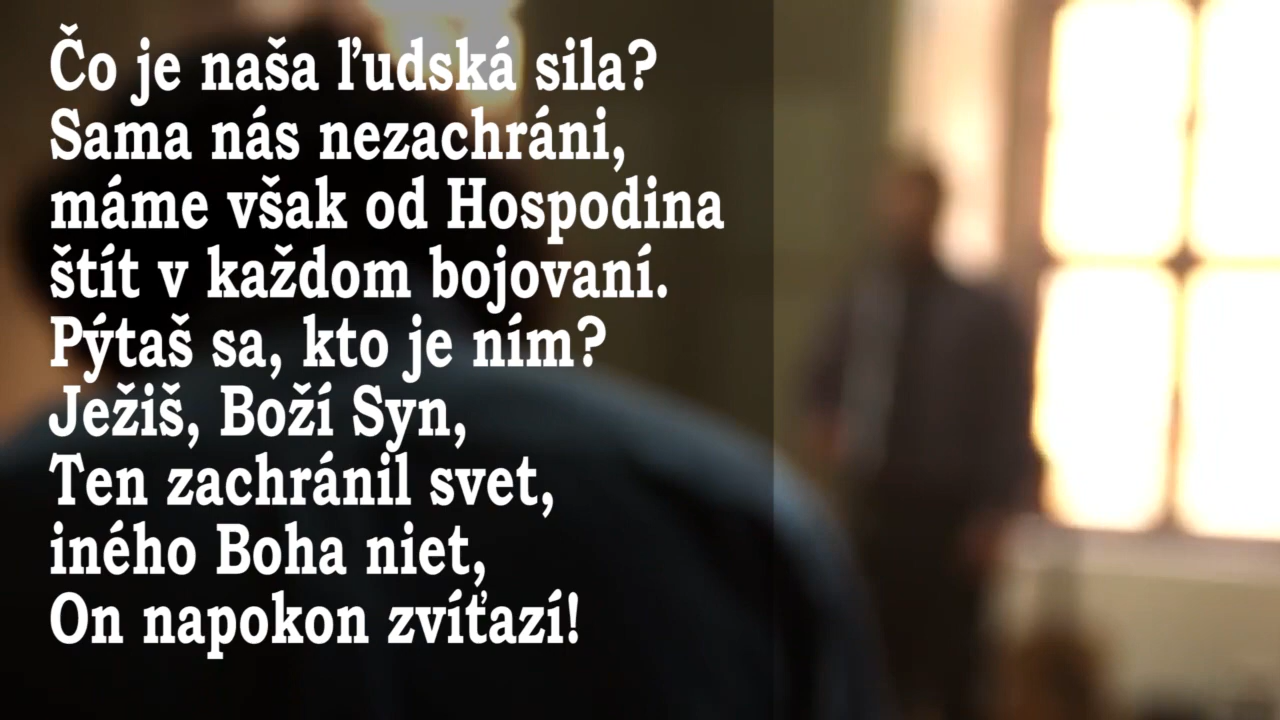 Čo je naša ľudská sila?
Sama nás nezachráni,
máme však od Hospodina
štít v každom bojovaní.
Pýtaš sa, kto je ním?
Ježiš, Boží Syn,
Ten zachránil svet,
iného Boha niet,
On napokon zvíťazí!